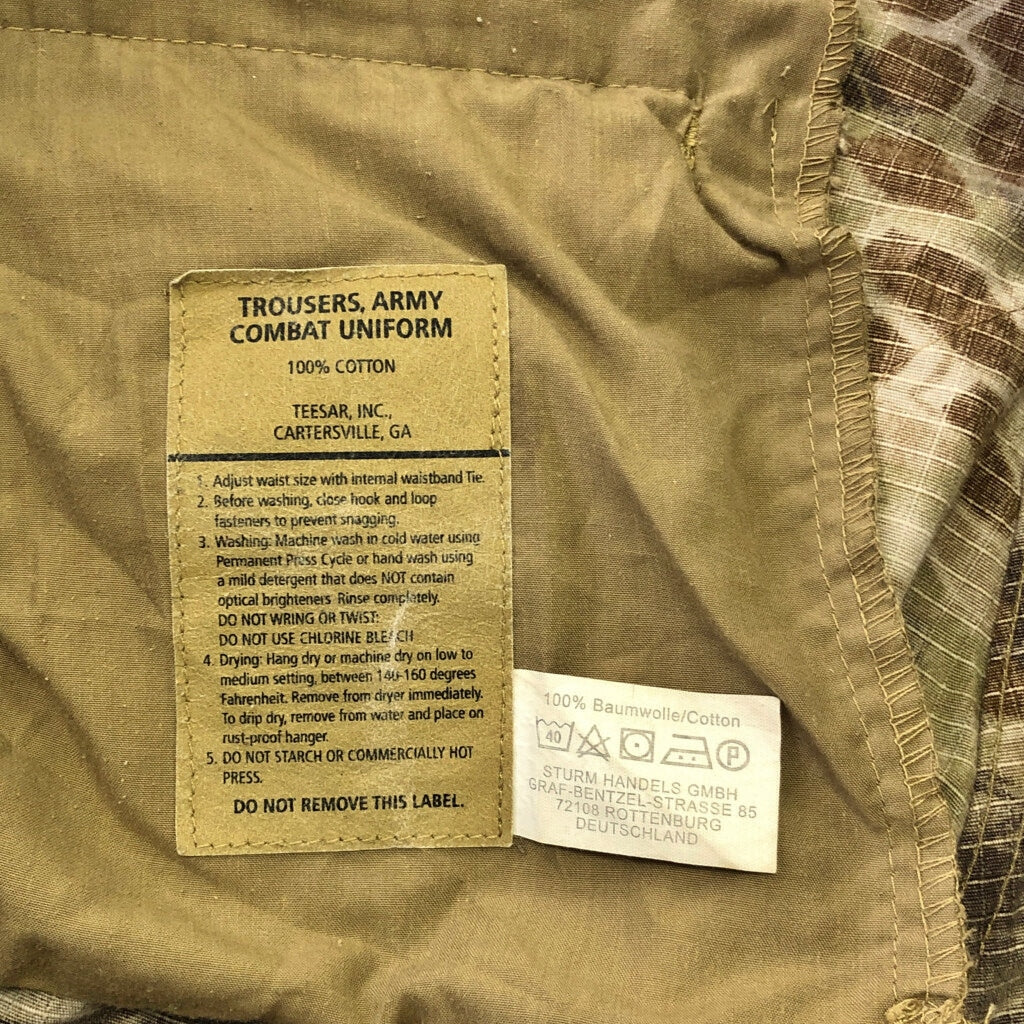 TROUSERS, ARMY
COMBAT UNIFORM
100% COTTON
TEESAR, INC.,
CARTERSVILLE, GA
1. Adjust waist size with internal waistband Tie.
2. Before washing, close hook and loop
fasteners to prevent snagging.
3. Washing: Machine wash in cold water using
Permanent Press Cycle or hand wash using
a mild detergent that does NOT contain
optical brighteners. Rinse completely.
DO NOT WRING OR TWIST:
DO NOT USE CHLORINE BLEACH
4. Drying: Hang dry or machine dry on low to
medium setting, between 140-160 degrees
Fahrenheit. Remove from dryer immediately.
To drip dry, remove from water and place on
rust-proof hanger.
5. DO NOT STARCH OR COMMERCIALLY HOT
PRESS.
DO NOT REMOVE THIS LABEL.
100% Baumwolle/Cotton
40 P
STURM HANDELS GMBH
GRAF-BENTZEL-STRASSE 85
72108 ROTTENBURG
DEUTSCHLAND